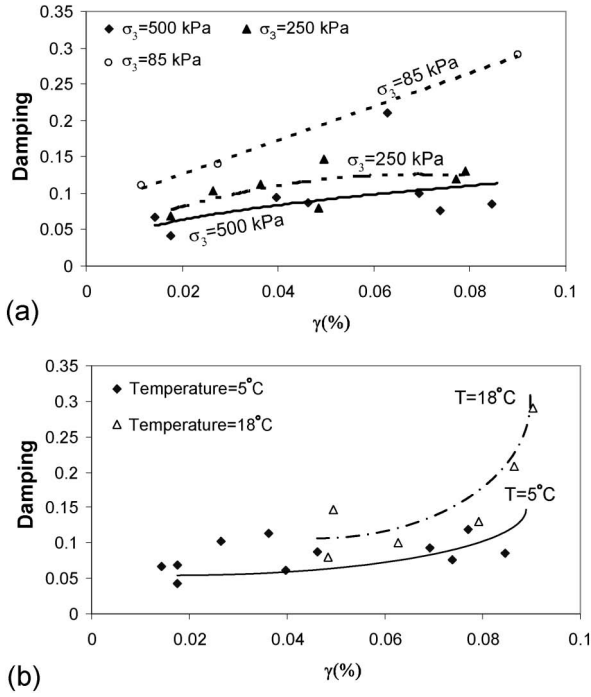 0.35
◆ σ3=500 kPa ▲ σ3=250 kPa
0.3
○ σ3=85 kPa
σ3=85 kPa
0.25
0.2
Damping
0.15
σ3=250 kPa
0.1
0.05
σ3=500 kPa
0
0 0.02 0.04 0.06 0.08 0.1
(a)
γ(%)
0.35
◆ Temperature=5°C
0.3
T=18°C
△ Temperature=18°C
0.25
0.2
Damping
T=5°C
0.15
0.1
0.05
0
0 0.02 0.04 0.06 0.08 0.1
(b)
γ(%)